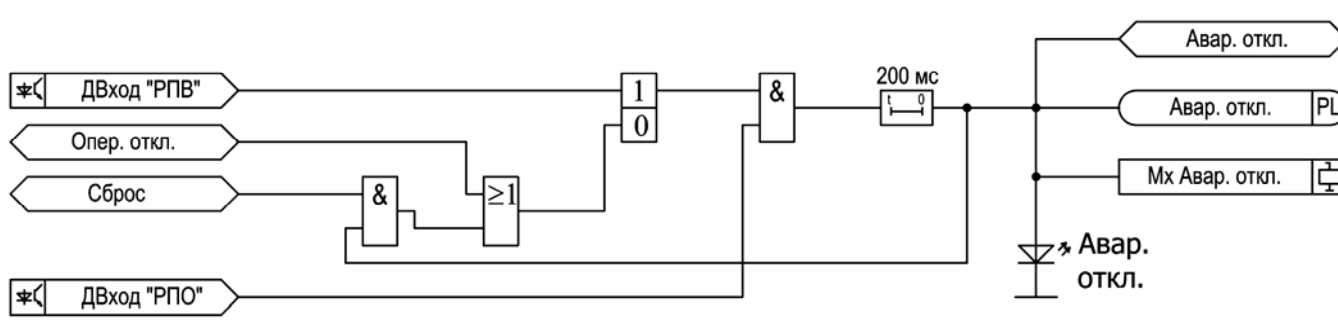 Авар. откл.
200 мс
ДВход "РПВ"
1
&
t 0
Авар. откл.
PL
0
Опер. откл.
Сброс
&
≥1
Мх Авар. откл.
Авар.
откл.
ДВход "РПО"